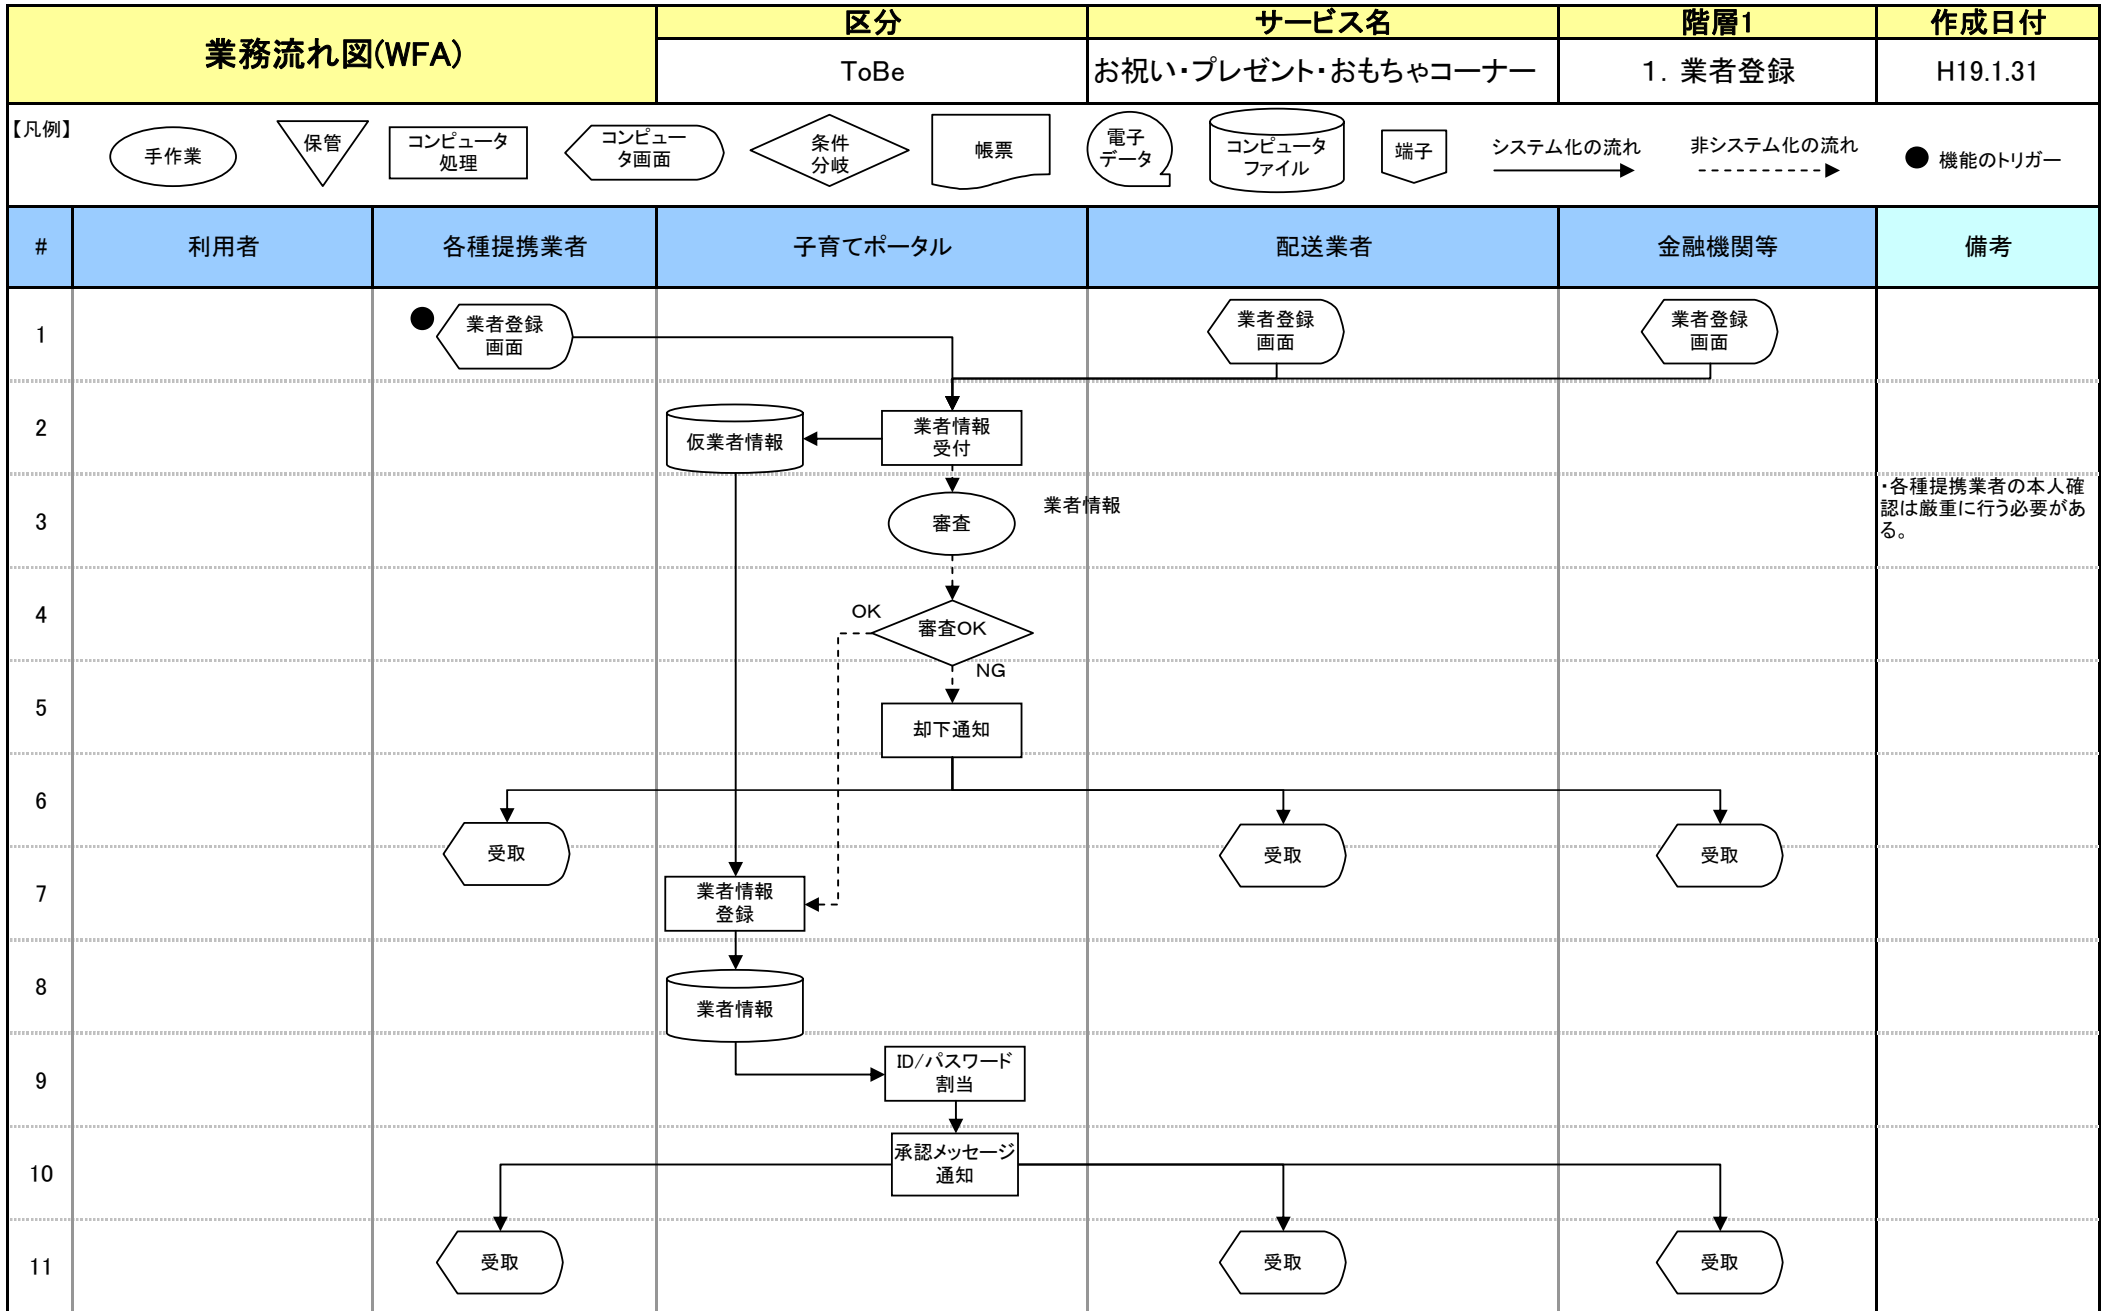 業務流れ図(WFA)
区分
サービス名
階層1
作成日付
ToBe
お祝い・プレゼント・おもちゃコーナー
1．業者登録
H19.1.31
【凡例】
手作業
保管
コンピュータ
処理
コンピュー
タ画面
条件
分岐
帳票
電子
データ
コンピュータ
ファイル
端子
システム化の流れ
非システム化の流れ
機能のトリガー
#
利用者
各種提携業者
子育てポータル
配送業者
金融機関等
備考
1
業者登録
画面
業者登録
画面
業者登録
画面
2
仮業者情報
業者情報
受付
3
審査
業者情報
・各種提携業者の本人確
認は厳重に行う必要があ
る。
4
OK
審査OK
NG
5
却下通知
6
受取
受取
受取
7
業者情報
登録
8
業者情報
9
ID/パスワード
割当
10
承認メッセージ
通知
11
受取
受取
受取